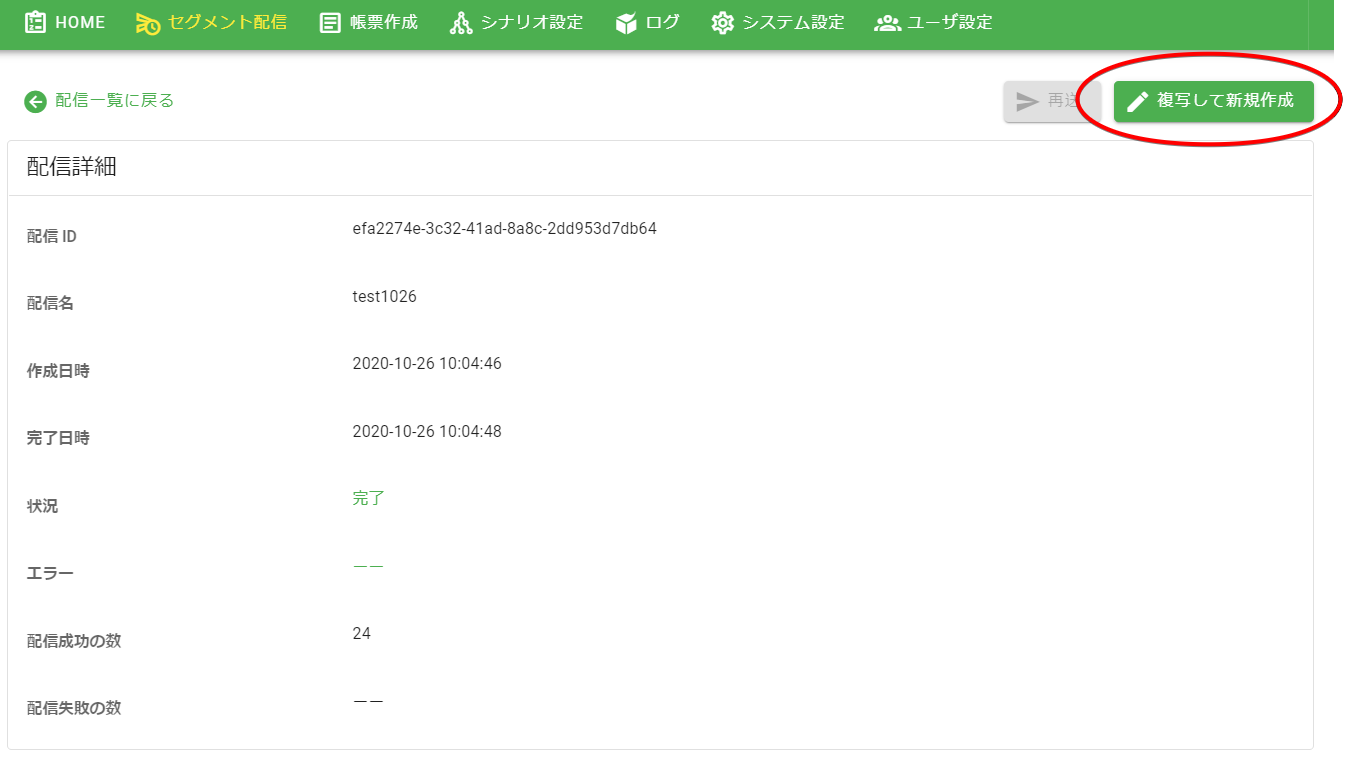 HOME セグメント配信 帳票作成 シナリオ設定 ログ システム設定 ユーザ設定
配信一覧に戻る 再送 複写して新規作成
配信詳細
配信 ID efa2274e-3c32-41ad-8a8c-2dd953d7db64
配信名 test1026
作成日時 2020-10-26 10:04:46
完了日時 2020-10-26 10:04:48
状況 完了
エラー ーー
配信成功の数 24
配信失敗の数 ーー